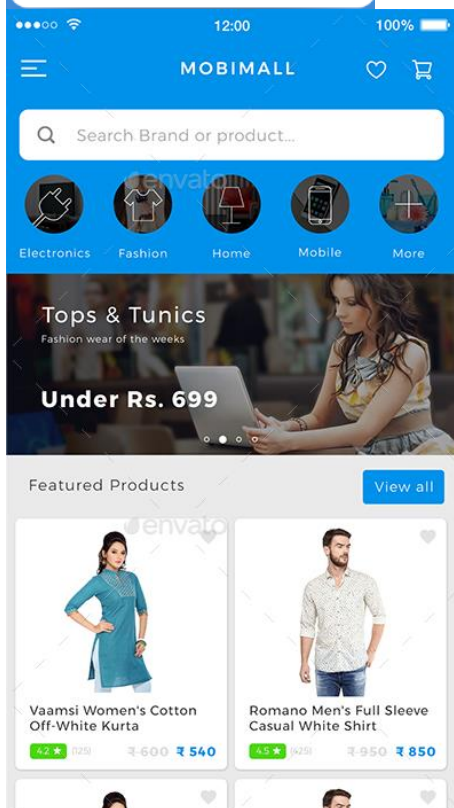 12:00
100%
MOBIMALL
Search Brand or product...
envato
Electronics
Fashion
Home
Mobile
More
Tops & Tunics
Fashion wear of the weeks
Under Rs. 699
Featured Products
View all
envato
Vaamsi Women's Cotton
Off-White Kurta
4.2 ★ (125) ₹ 600 ₹ 540
Romano Men's Full Sleeve
Casual White Shirt
4.5 ★ (425) ₹ 950 ₹ 850